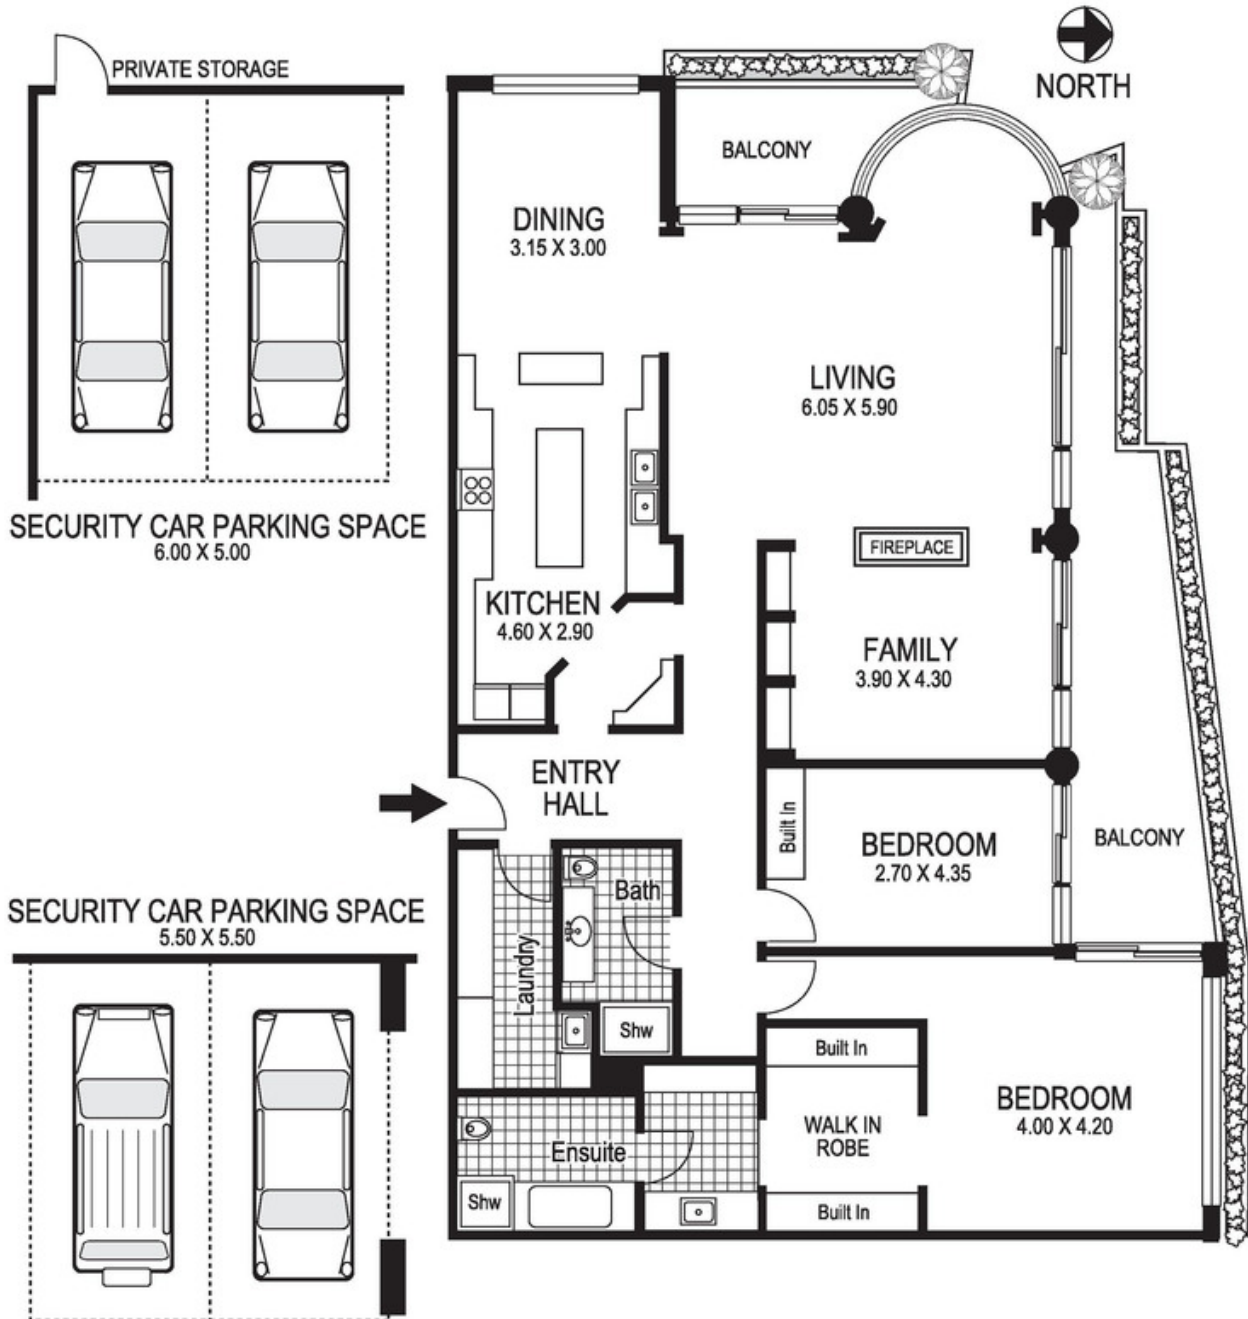 PRIVATE STORAGE
SECURITY CAR PARKING SPACE
6.00 X 5.00
NORTH
BALCONY
DINING
3.15 X 3.00
LIVING
6.05 X 5.90
FIREPLACE
KITCHEN
4.60 X 2.90
FAMILY
3.90 X 4.30
ENTRY
HALL
Built In
BEDROOM
2.70 X 4.35
BALCONY
Bath
Laundry
Shw
SECURITY CAR PARKING SPACE
5.50 X 5.50
Built In
WALK IN
ROBE
Built In
BEDROOM
4.00 X 4.20
Ensuite
Shw